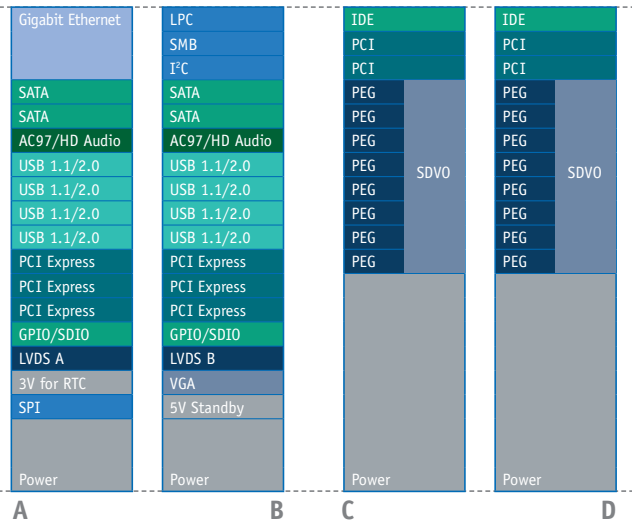 Gigabit Ethernet
SATA
SATA
AC97/HD Audio
USB 1.1/2.0
USB 1.1/2.0
USB 1.1/2.0
USB 1.1/2.0
PCI Express
PCI Express
PCI Express
GPIO/SDIO
LVDS A
3V for RTC
SPI
Power
A
LPC
SMB
I²C
SATA
SATA
AC97/HD Audio
USB 1.1/2.0
USB 1.1/2.0
USB 1.1/2.0
USB 1.1/2.0
PCI Express
PCI Express
PCI Express
GPIO/SDIO
LVDS B
VGA
5V Standby
Power
B
IDE
PCI
PCI
PEG
PEG
PEG
PEG
PEG
PEG
PEG
PEG
SDVO
Power
C
IDE
PCI
PCI
PEG
PEG
PEG
PEG
PEG
PEG
PEG
PEG
SDVO
Power
D